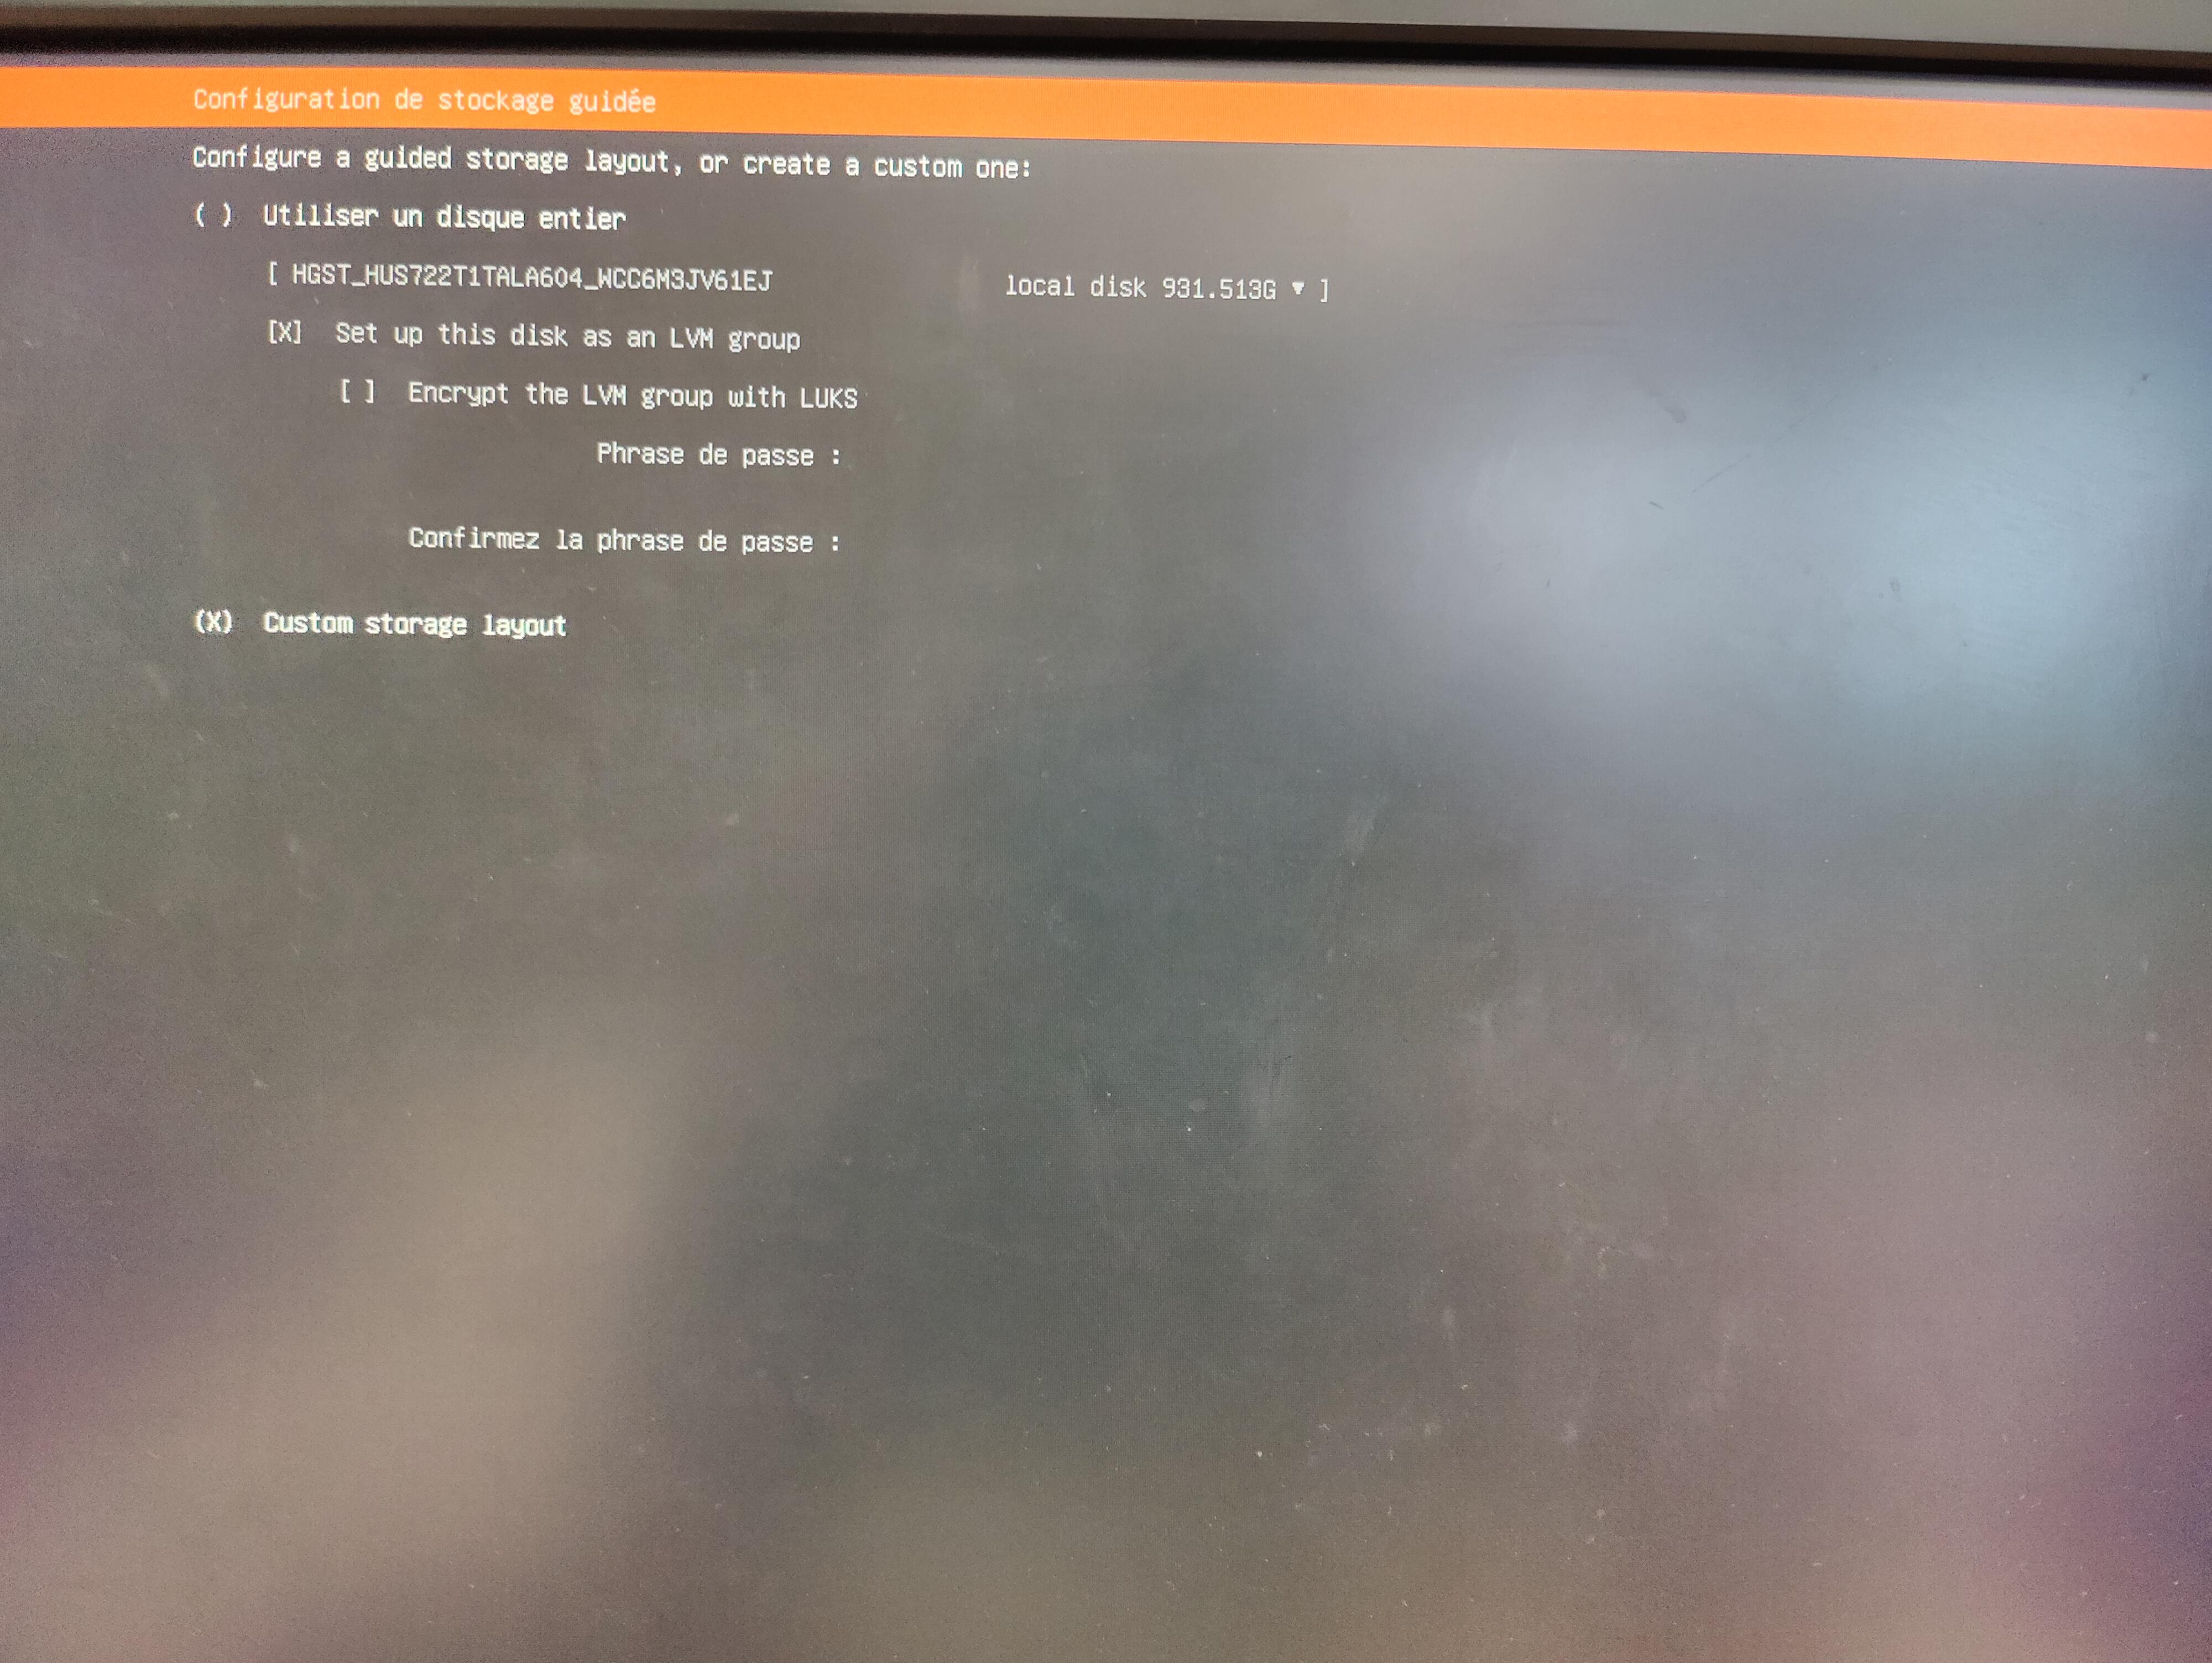 Configuration de stockage guidée
Configure a guided storage layout, or create a custom one:
( ) Utiliser un disque entier
[ HGST_HUS722T1TALA604_WCC6M3JV61EJ local disk 931.513G ▾ ]
[X] Set up this disk as an LVM group
[ ] Encrypt the LVM group with LUKS
Phrase de passe :
Confirmez la phrase de passe :
(X) Custom storage layout